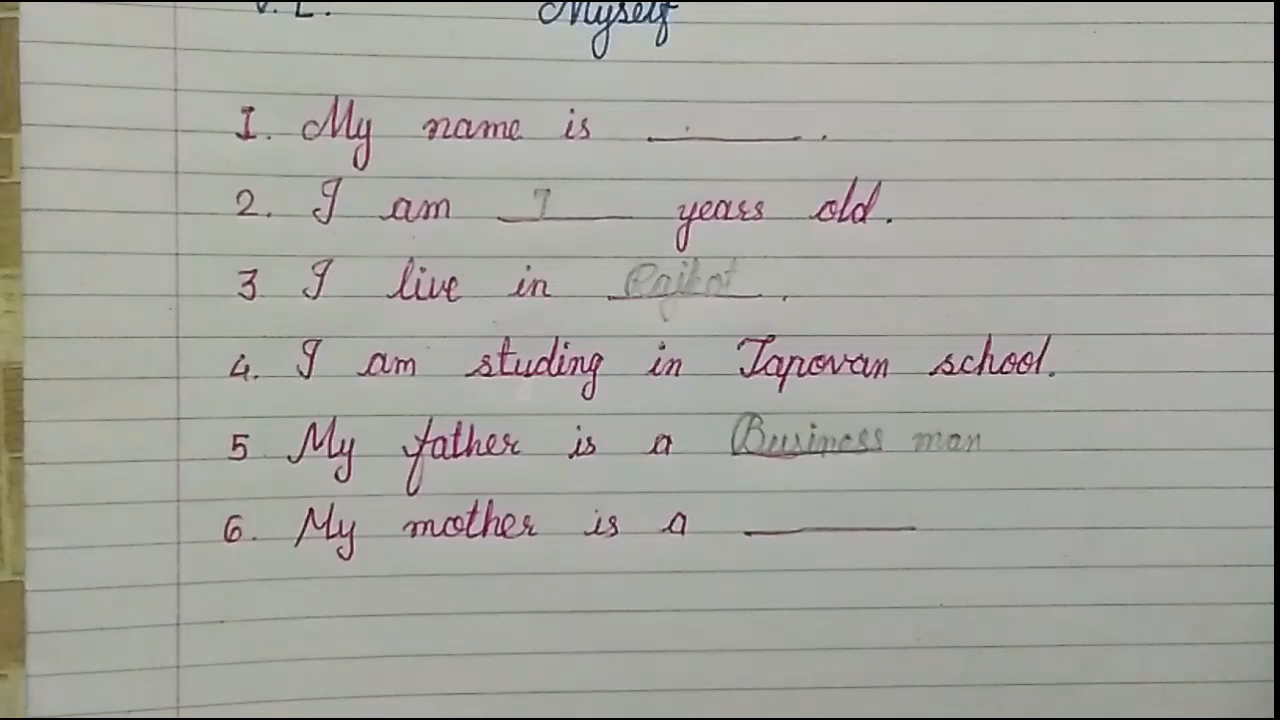 Myself
1. My name is ______.
2. I am 7 years old.
3 I live in Rajkot.
4. I am studing in Tapovan school.
5 My father is a Business man
6. My mother is a ______